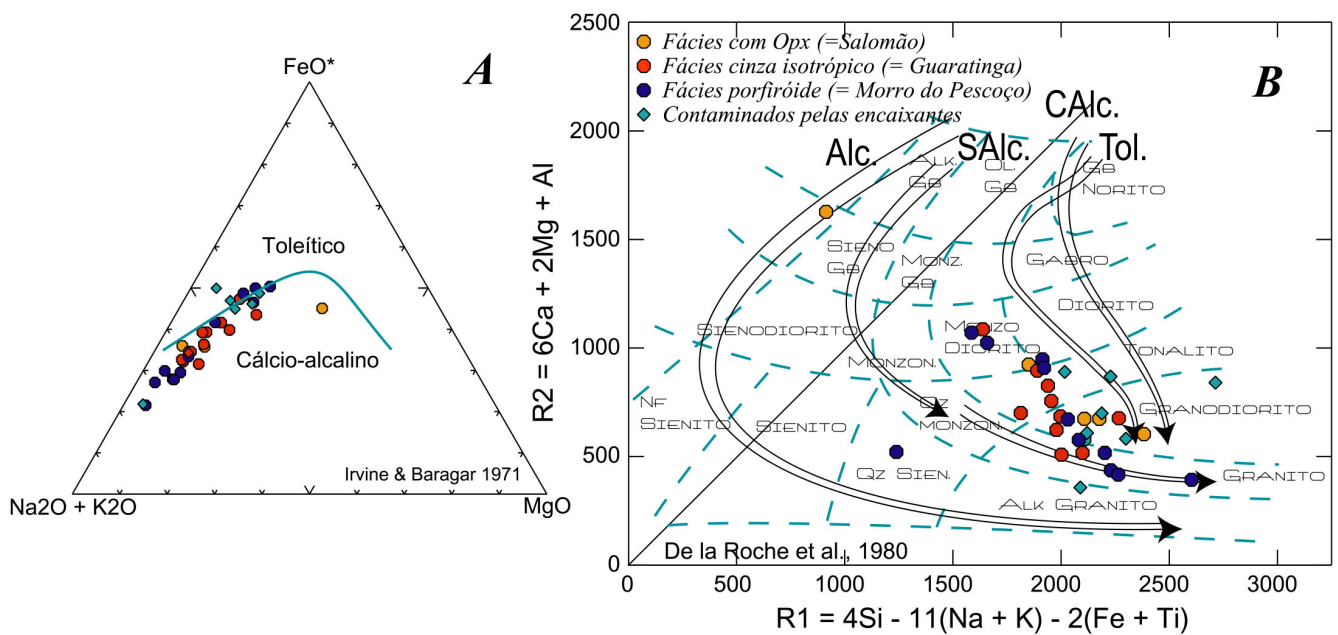 A
FeO*
Toleítico
Cálcio-alcalino
Irvine & Baragar 1971
Na2O + K2O
MgO
B
Fácies com Opx (=Salomão)
Fácies cinza isotrópico (= Guaratinga)
Fácies porfiróide (= Morro do Pescoço)
Contaminados pelas encaixantes
R2 = 6Ca + 2Mg + Al
2500
2000
1500
1000
500
0
Alc.
SAlc.
CAlc.
Tol.
ALK.
GB
OL.
GB
GB
NORITO
SIENO
GB
MONZ.
GB
GABRO
DIORITO
SIENODIORITO
MONZO
DIORITO
MONZON.
TONALITO
NF
SIENITO
SIENITO
QZ
MONZON.
GRANODIORITO
QZ SIEN.
GRANITO
ALK GRANITO
De la Roche et al., 1980
0
500
1000
1500
2000
2500
3000
R1 = 4Si - 11(Na + K) - 2(Fe + Ti)